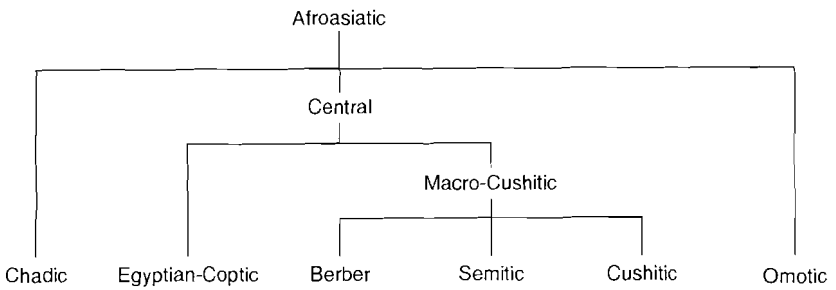 Afroasiatic
Central
Macro-Cushitic
Chadic Egyptian-Coptic Berber Semitic Cushitic Omotic